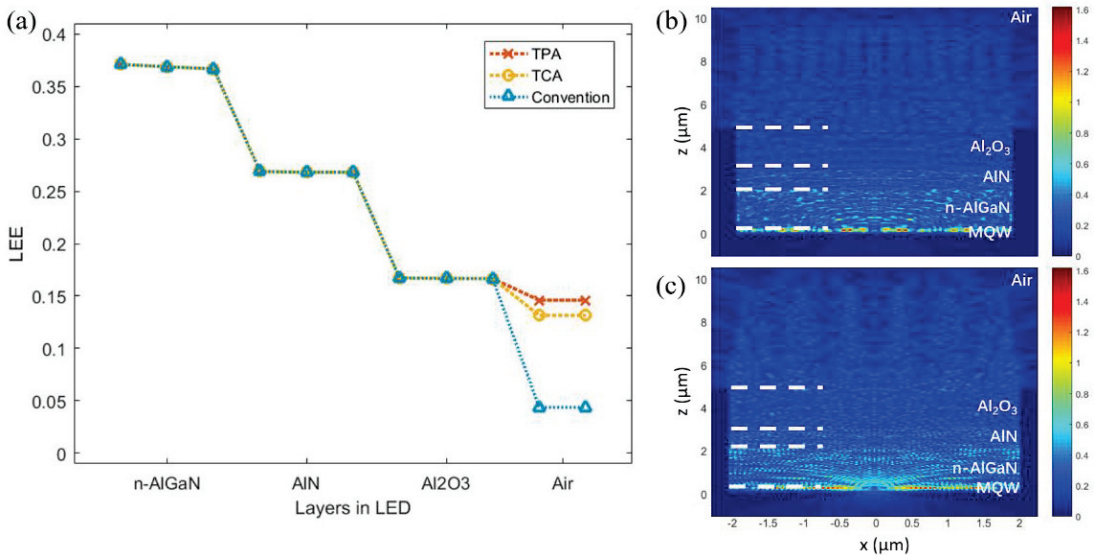 (a)
0.4
0.35
0.3
0.25
0.2
0.15
0.1
0.05
0
LEE
n-AlGaN
AlN
Al2O3
Air
Layers in LED
TPA
TCA
Convention
(b)
10
8
6
4
2
0
z (μm)
Air
Al₂O₃
AlN
n-AlGaN
MQW
1.6
1.4
1.2
1
0.8
0.6
0.4
0.2
0
(c)
10
8
6
4
2
0
z (μm)
Air
Al₂O₃
AlN
n-AlGaN
MQW
-2
-1.5
-1
-0.5
0
0.5
1
1.5
2
x (μm)
1.6
1.4
1.2
1
0.8
0.6
0.4
0.2
0